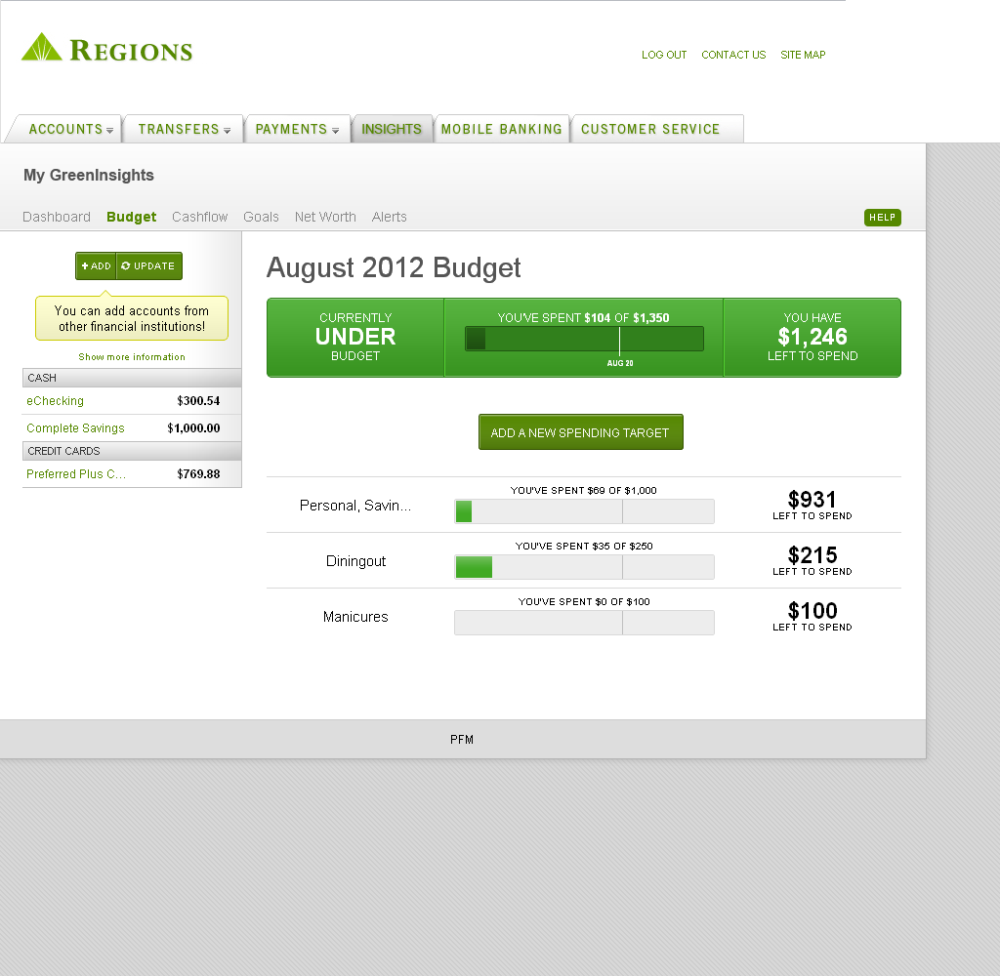 REGIONS
LOG OUT CONTACT US SITE MAP
ACCOUNTS TRANSFERS PAYMENTS INSIGHTS MOBILE BANKING CUSTOMER SERVICE
My GreenInsights
Dashboard Budget Cashflow Goals Net Worth Alerts
HELP
ADD UPDATE
You can add accounts from
other financial institutions!
Show more information
CASH
eChecking $300.54
Complete Savings $1,000.00
CREDIT CARDS
Preferred Plus C... $769.88
August 2012 Budget
CURRENTLY
UNDER
BUDGET
YOU'VE SPENT $104 OF $1,350
AUG 20
YOU HAVE
$1,246
LEFT TO SPEND
ADD A NEW SPENDING TARGET
Personal, Savin...
YOU'VE SPENT $69 OF $1,000
$931
LEFT TO SPEND
Diningout
YOU'VE SPENT $35 OF $250
$215
LEFT TO SPEND
Manicures
YOU'VE SPENT $0 OF $100
$100
LEFT TO SPEND
PFM